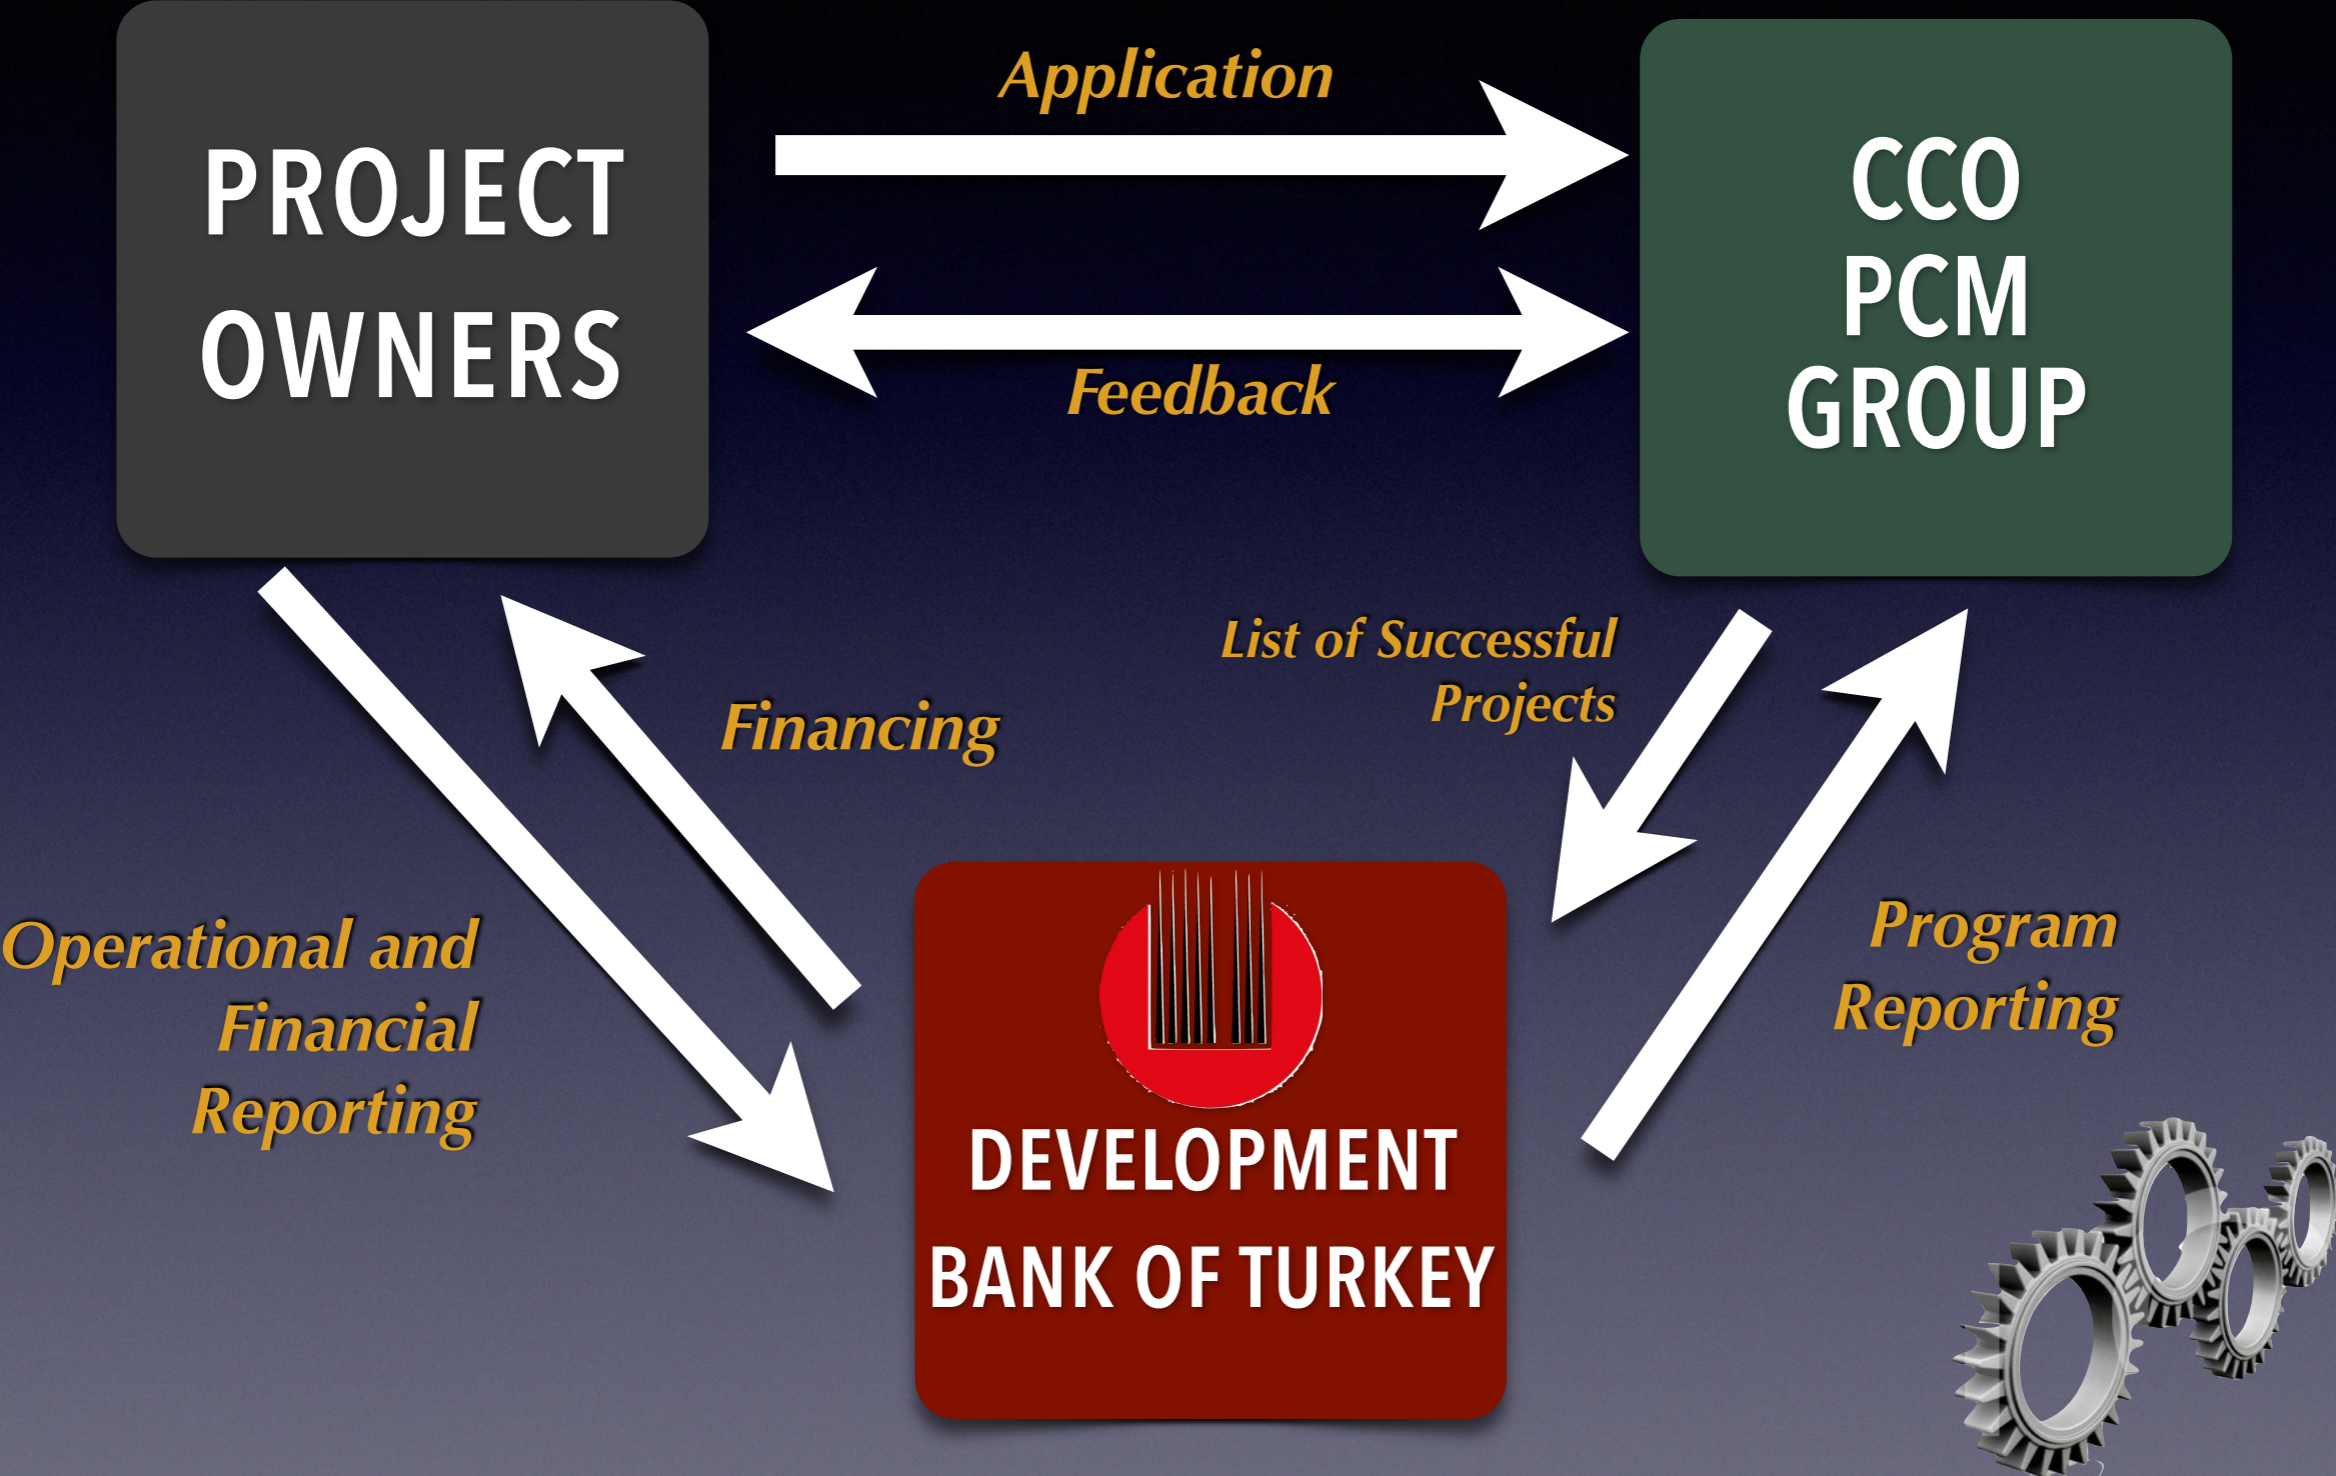 Application
PROJECT
OWNERS
CCO
PCM
GROUP
Feedback
List of Successful
Projects
Financing
Operational and
Financial
Reporting
Program
Reporting
DEVELOPMENT
BANK OF TURKEY